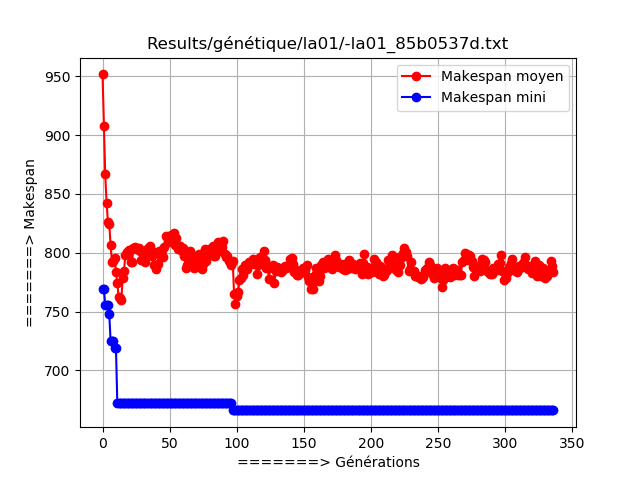 Results/génétique/la01/-la01_85b0537d.txt
Makespan moyen
Makespan mini
=======> Makespan
950
900
850
800
750
700
0 50 100 150 200 250 300 350
=======> Générations